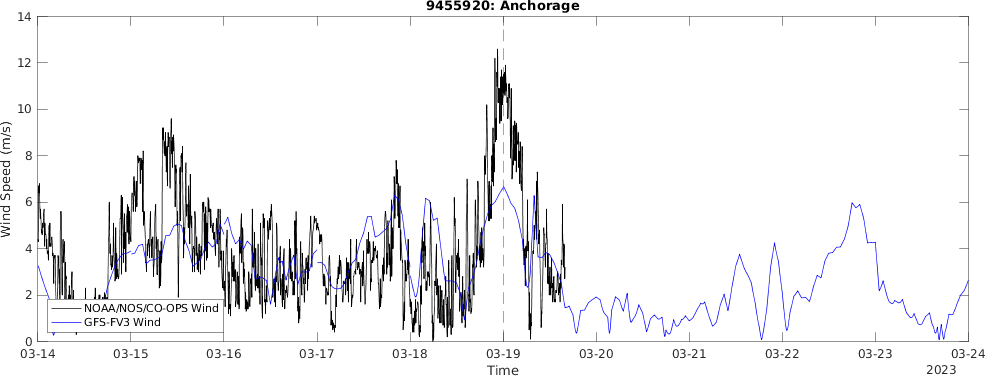 9455920: Anchorage
14
12
10
8
6
4
2
0
Wind Speed (m/s)
NOAA/NOS/CO-OPS Wind
GFS-FV3 Wind
03-14 03-15 03-16 03-17 03-18 03-19 03-20 03-21 03-22 03-23 03-24
Time
2023